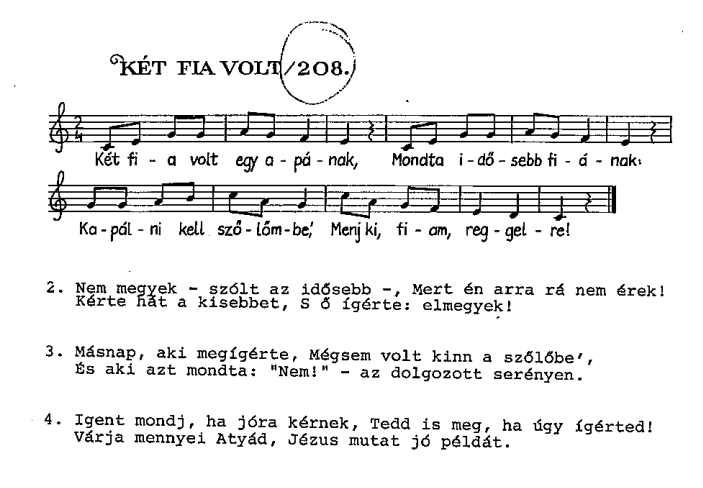 KÉT FIA VOLT/208.
Két fi - a volt egy a - pá - nak, Mondta i - dő - sebb fi - á - nak:
Ka - pál - ni kell sző - lőm - be,' Menj ki, fi - am, reg - gel - re!
2. Nem megyek - szólt az idősebb -, Mert én arra rá nem érek!
Kérte hát a kisebbet, S ő ígérte: elmegyek!
3. Másnap, aki megígérte, Mégsem volt kinn a szőlőbe',
És aki azt mondta: "Nem!" - az dolgozott serényen.
4. Igent mondj, ha jóra kérnek, Tedd is meg, ha úgy ígérted!
Várja mennyei Atyád, Jézus mutat jó példát.